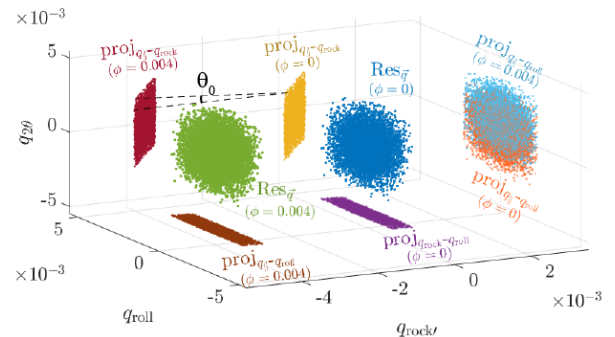 ×10⁻³
5
0
-5
q₂θ
proj_{q∥-q_rock}
(ϕ = 0.004)
proj_{q∥-q_rock}
(ϕ = 0)
θ₀
Res_{q⃗}
(ϕ = 0)
proj_{q∥-q_roll}
(ϕ = 0.004)
Res_{q⃗}
(ϕ = 0.004)
proj_{q∥-q_roll}
(ϕ = 0)
proj_{q∥-q_roll}
(ϕ = 0.004)
proj_{q_rock-q_roll}
(ϕ = 0)
5
0
-5
×10⁻³
q_roll
-4
-2
0
2
×10⁻³
q_rock′